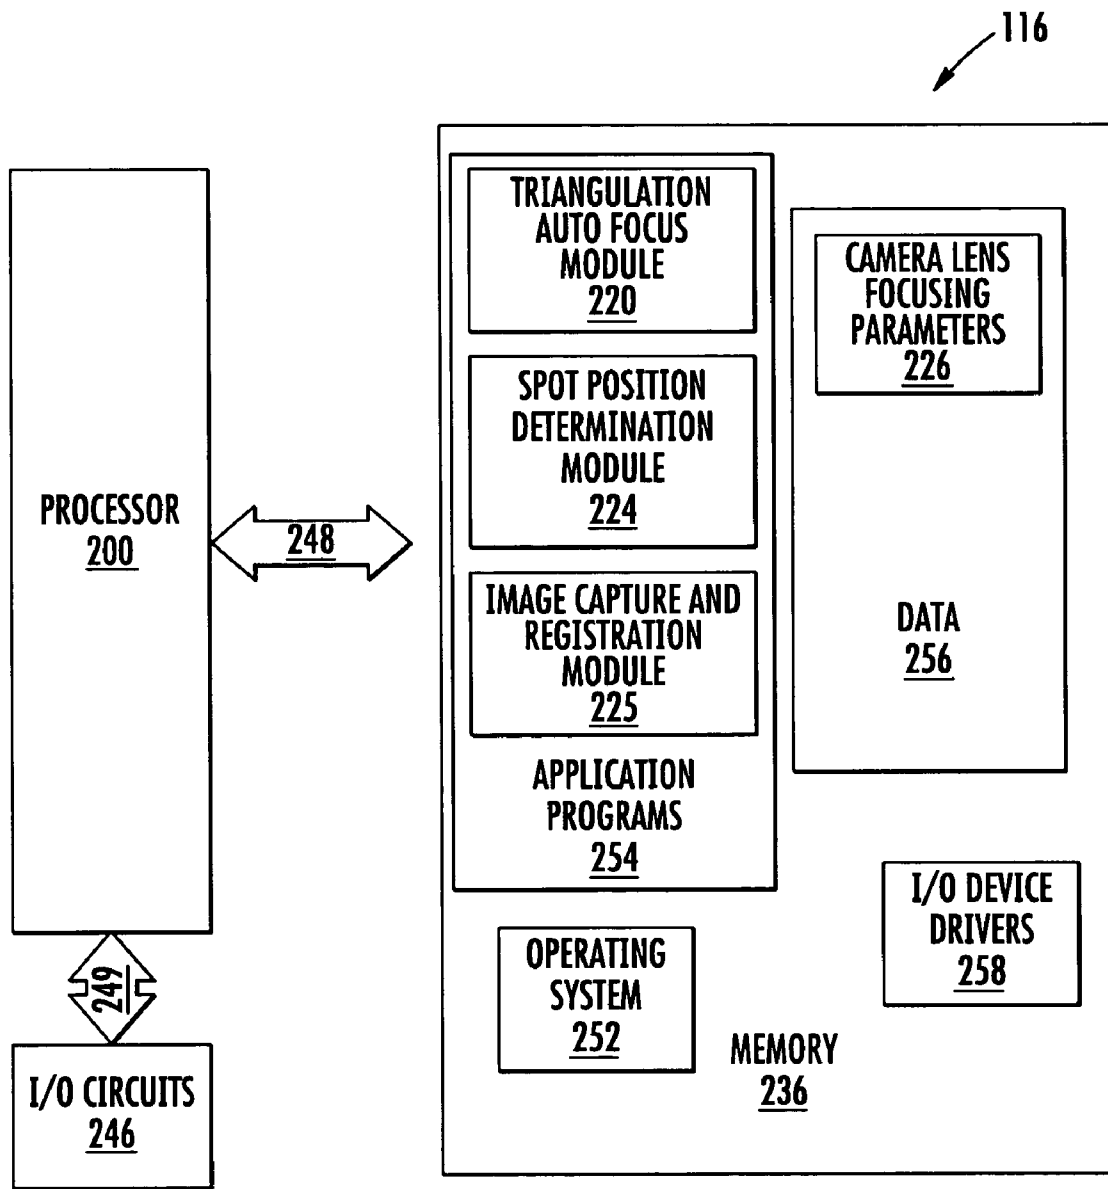 116
PROCESSOR
200
248
249
I/O CIRCUITS
246
TRIANGULATION
AUTO FOCUS
MODULE
220
SPOT POSITION
DETERMINATION
MODULE
224
IMAGE CAPTURE AND
REGISTRATION
MODULE
225
APPLICATION
PROGRAMS
254
CAMERA LENS
FOCUSING
PARAMETERS
226
DATA
256
OPERATING
SYSTEM
252
I/O DEVICE
DRIVERS
258
MEMORY
236